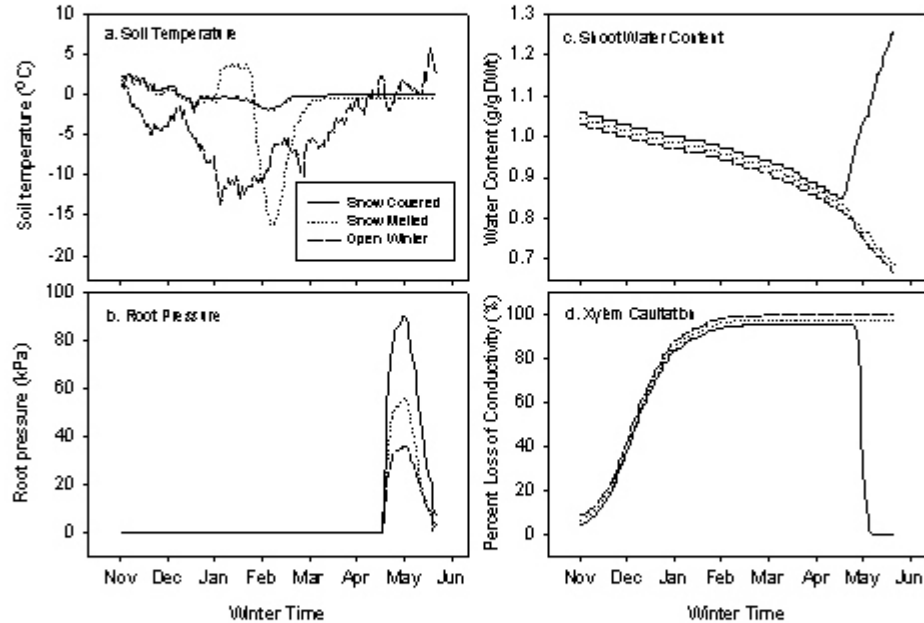 a. Soil Temperature
Soil temperature (°C)
10
5
0
-5
-10
-15
-20
Snow Covered
Snow Melted
Open Winter
c. Shoot Water Content
Water Content (g/gDWt)
1.3
1.2
1.1
1.0
0.9
0.8
0.7
b. Root Pressure
Root pressure (kPa)
100
80
60
40
20
0
Nov Dec Jan Feb Mar Apr May Jun
Winter Time
d. Xylem Cavitation
Percent Loss of Conductivity (%)
100
80
60
40
20
0
Nov Dec Jan Feb Mar Apr May Jun
Winter Time